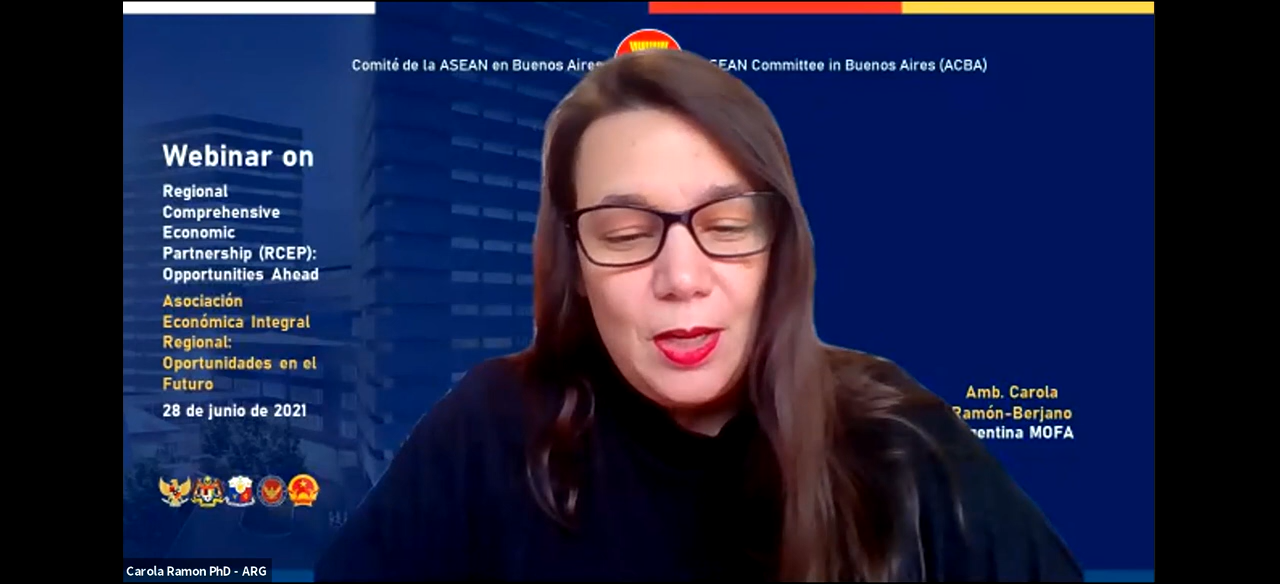 Comité de la ASEAN en Buenos Aires
ASEAN Committee in Buenos Aires (ACBA)
Webinar on
Regional
Comprehensive
Economic
Partnership (RCEP):
Opportunities Ahead
Asociación
Económica Integral
Regional:
Oportunidades en el
Futuro
28 de junio de 2021
Amb. Carola
Ramón-Berjano
gentina MOFA
Carola Ramon PhD - ARG